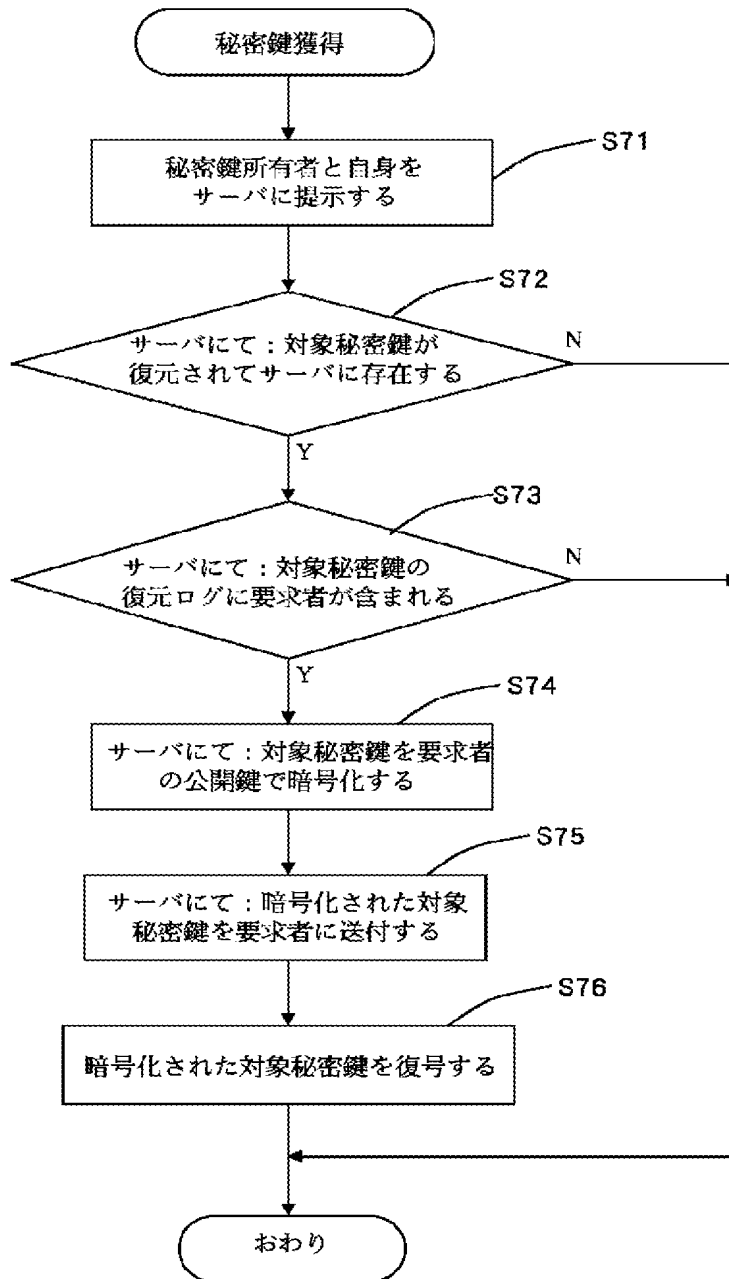 秘密鍵獲得
S71
秘密鍵所有者と自身を
サーバに提示する
S72
サーバにて：対象秘密鍵が
復元されてサーバに存在する
N
Y
S73
サーバにて：対象秘密鍵の
復元ログに要求者が含まれる
N
Y
S74
サーバにて：対象秘密鍵を要求者
の公開鍵で暗号化する
S75
サーバにて：暗号化された対象
秘密鍵を要求者に送付する
S76
暗号化された対象秘密鍵を復号する
おわり